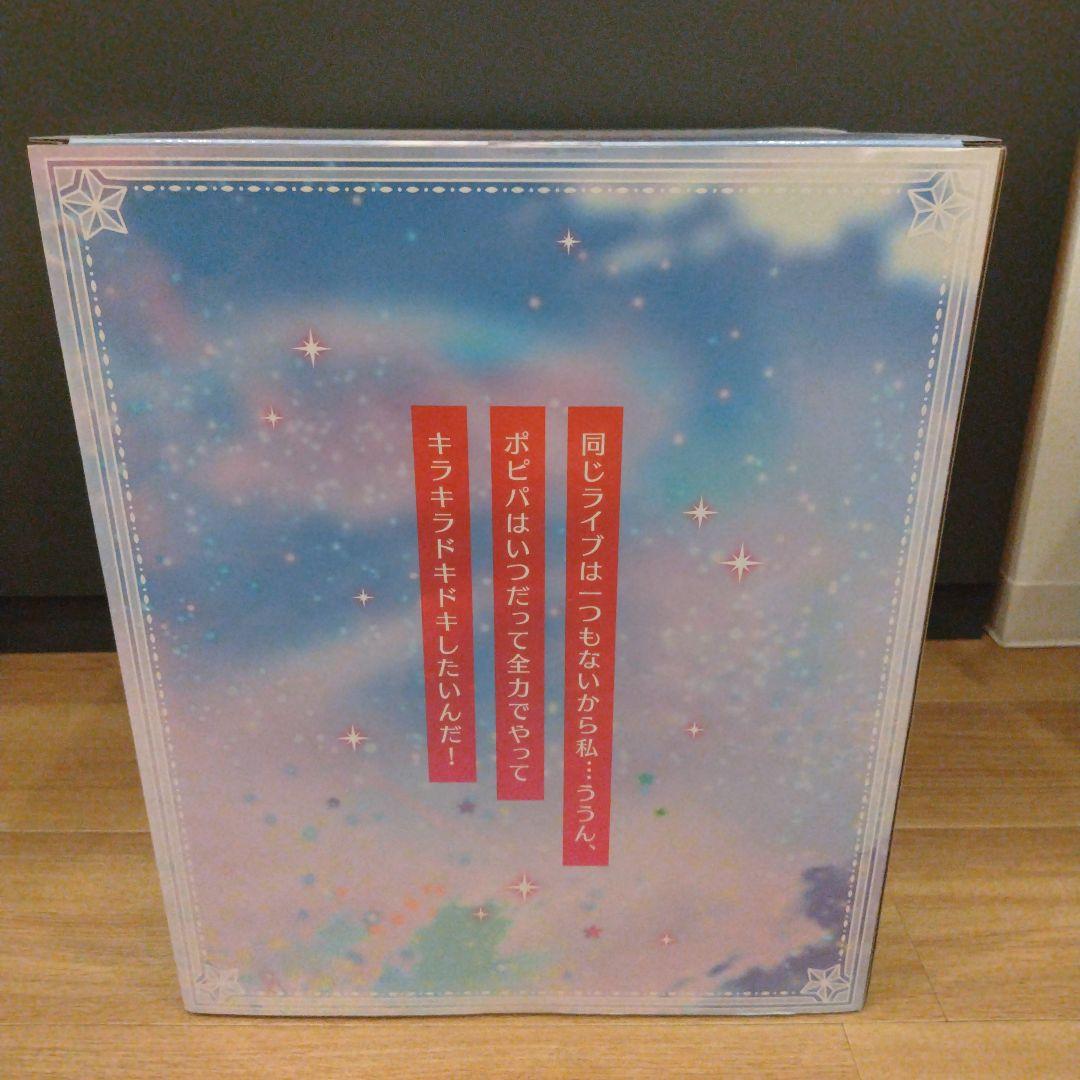 同じライブは一つもないから私…ううん、
ポピパはいつだって全力でやって
キラキラドキドキしたいんだ！